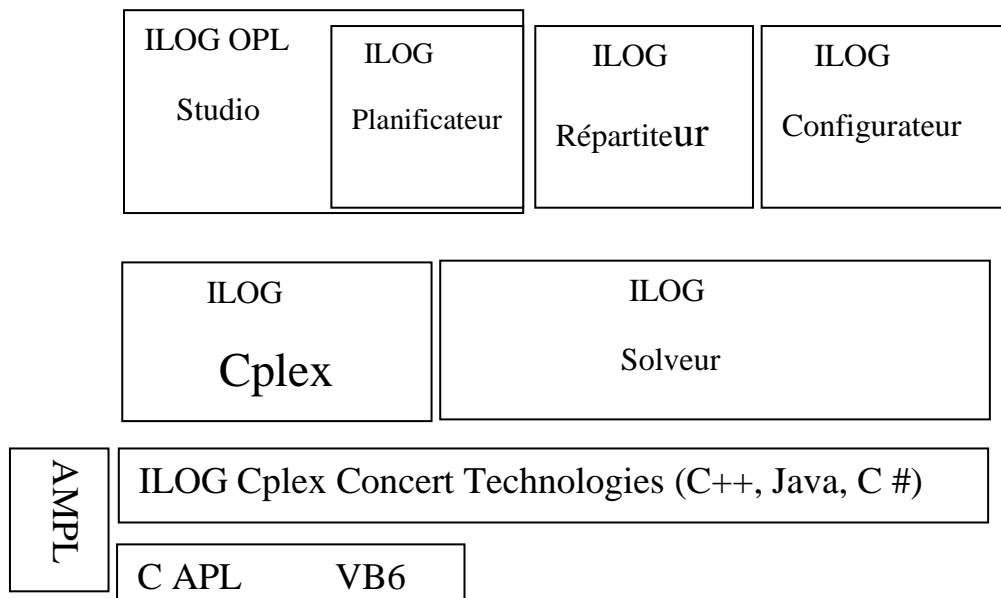 ILOG OPL
Studio
ILOG
Planificateur
ILOG
Répartiteur
ILOG
Configurateur
ILOG
Cplex
ILOG
Solveur
AMPL
ILOG Cplex Concert Technologies (C++, Java, C #)
C APL VB6